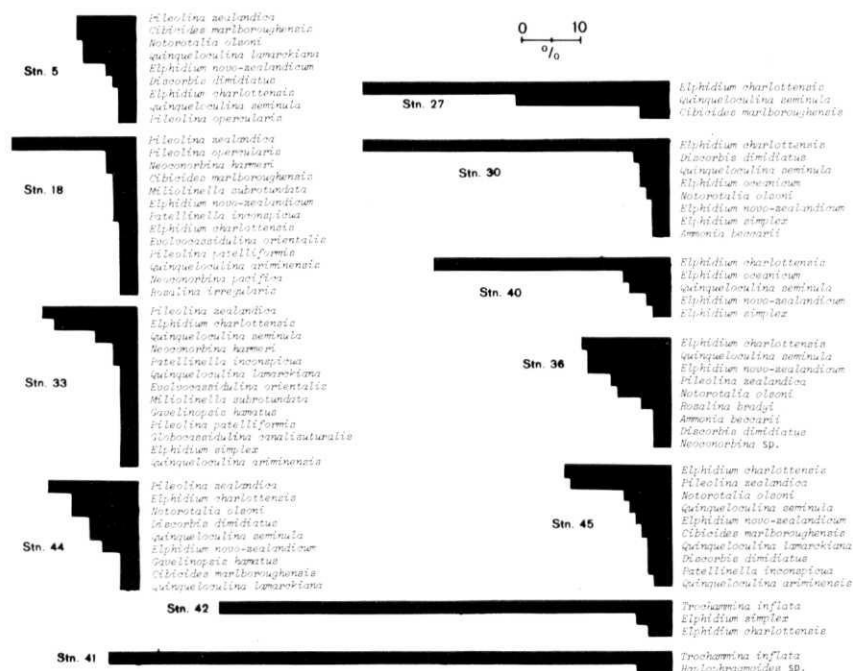 Stn. 5
Pileolina zealandica
Cibicides marlboroughensis
Notorotalia olsoni
Quinqueloculina lamarckiana
Elphidium novo-zealandicum
Discorbis dimidiatus
Elphidium charlottensis
Quinqueloculina seminula
Pileolina opercularis
Stn. 18
Pileolina zealandica
Pileolina opercularis
Neoconorbina harmeri
Cibicides marlboroughensis
Miliolinella subrotundata
Elphidium novo-zealandicum
Patellinella inconspicua
Elphidium charlottensis
Evolvocassidulina orientalis
Pileolina patelliformis
Quinqueloculina ariminensis
Neoconorbina pacifica
Rosalina irregularis
Stn. 33
Pileolina zealandica
Elphidium charlottensis
Quinqueloculina seminula
Neoconorbina harmeri
Patellinella inconspicua
Quinqueloculina lamarckiana
Evolvocassidulina orientalis
Miliolinella subrotundata
Gavelinopsis hamatus
Pileolina patelliformis
Globocassidulina canalisuturalis
Elphidium simplex
Quinqueloculina ariminensis
Stn. 44
Pileolina zealandica
Elphidium charlottensis
Notorotalia olsoni
Discorbis dimidiatus
Quinqueloculina seminula
Elphidium novo-zealandicum
Gavelinopsis hamatus
Cibicides marlboroughensis
Quinqueloculina lamarckiana
0 10
%
Stn. 27
Elphidium charlottensis
Quinqueloculina seminula
Cibicides marlboroughensis
Stn. 30
Elphidium charlottensis
Discorbis dimidiatus
Quinqueloculina seminula
Elphidium oceanicum
Notorotalia olsoni
Elphidium novo-zealandicum
Elphidium simplex
Ammonia beccarii
Stn. 40
Elphidium charlottensis
Elphidium oceanicum
Quinqueloculina seminula
Elphidium novo-zealandicum
Elphidium simplex
Stn. 36
Elphidium charlottensis
Quinqueloculina seminula
Elphidium novo-zealandicum
Pileolina zealandica
Notorotalia olsoni
Rosalina bradyi
Ammonia beccarii
Discorbis dimidiatus
Neoconorbina sp.
Stn. 45
Elphidium charlottensis
Pileolina zealandica
Notorotalia olsoni
Quinqueloculina seminula
Elphidium novo-zealandicum
Cibicides marlboroughensis
Quinqueloculina lamarckiana
Discorbis dimidiatus
Patellinella inconspicua
Quinqueloculina ariminensis
Stn. 42
Trochammina inflata
Elphidium simplex
Elphidium charlottensis
Stn. 41
Trochammina inflata
Haplophragmoides sp.